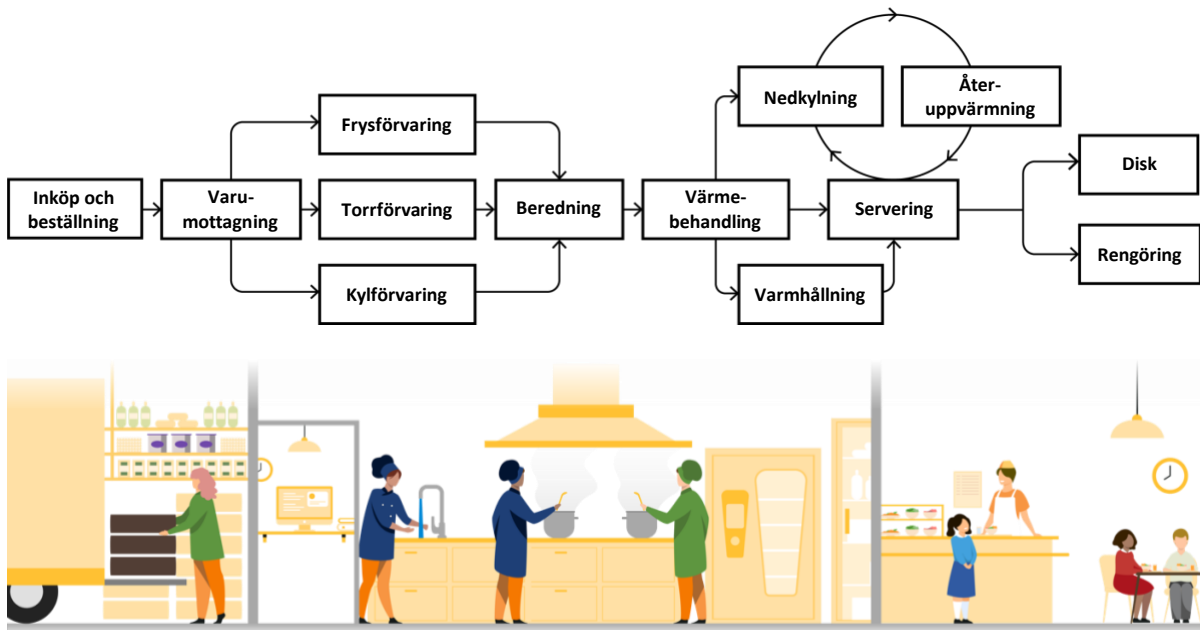 Inköp och
beställning
Varu-
mottagning
Frysförvaring
Torrförvaring
Kylförvaring
Beredning
Värme-
behandling
Nedkylning
Åter-
uppvärmning
Servering
Varmhållning
Disk
Rengöring